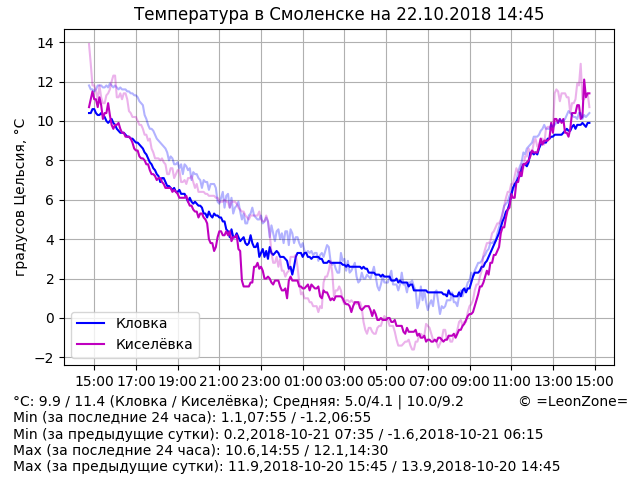 Температура в Смоленске на 22.10.2018 14:45
градусов Цельсия, °C
14
12
10
8
6
4
2
0
−2
Кловка
Киселёвка
15:00 17:00 19:00 21:00 23:00 01:00 03:00 05:00 07:00 09:00 11:00 13:00 15:00
°C: 9.9 / 11.4 (Кловка / Киселёвка); Средняя: 5.0/4.1 | 10.0/9.2 © =LeonZone=
Min (за последние 24 часа): 1.1,07:55 / -1.2,06:55
Min (за предыдущие сутки): 0.2,2018-10-21 07:35 / -1.6,2018-10-21 06:15
Max (за последние 24 часа): 10.6,14:55 / 12.1,14:30
Max (за предыдущие сутки): 11.9,2018-10-20 15:45 / 13.9,2018-10-20 14:45